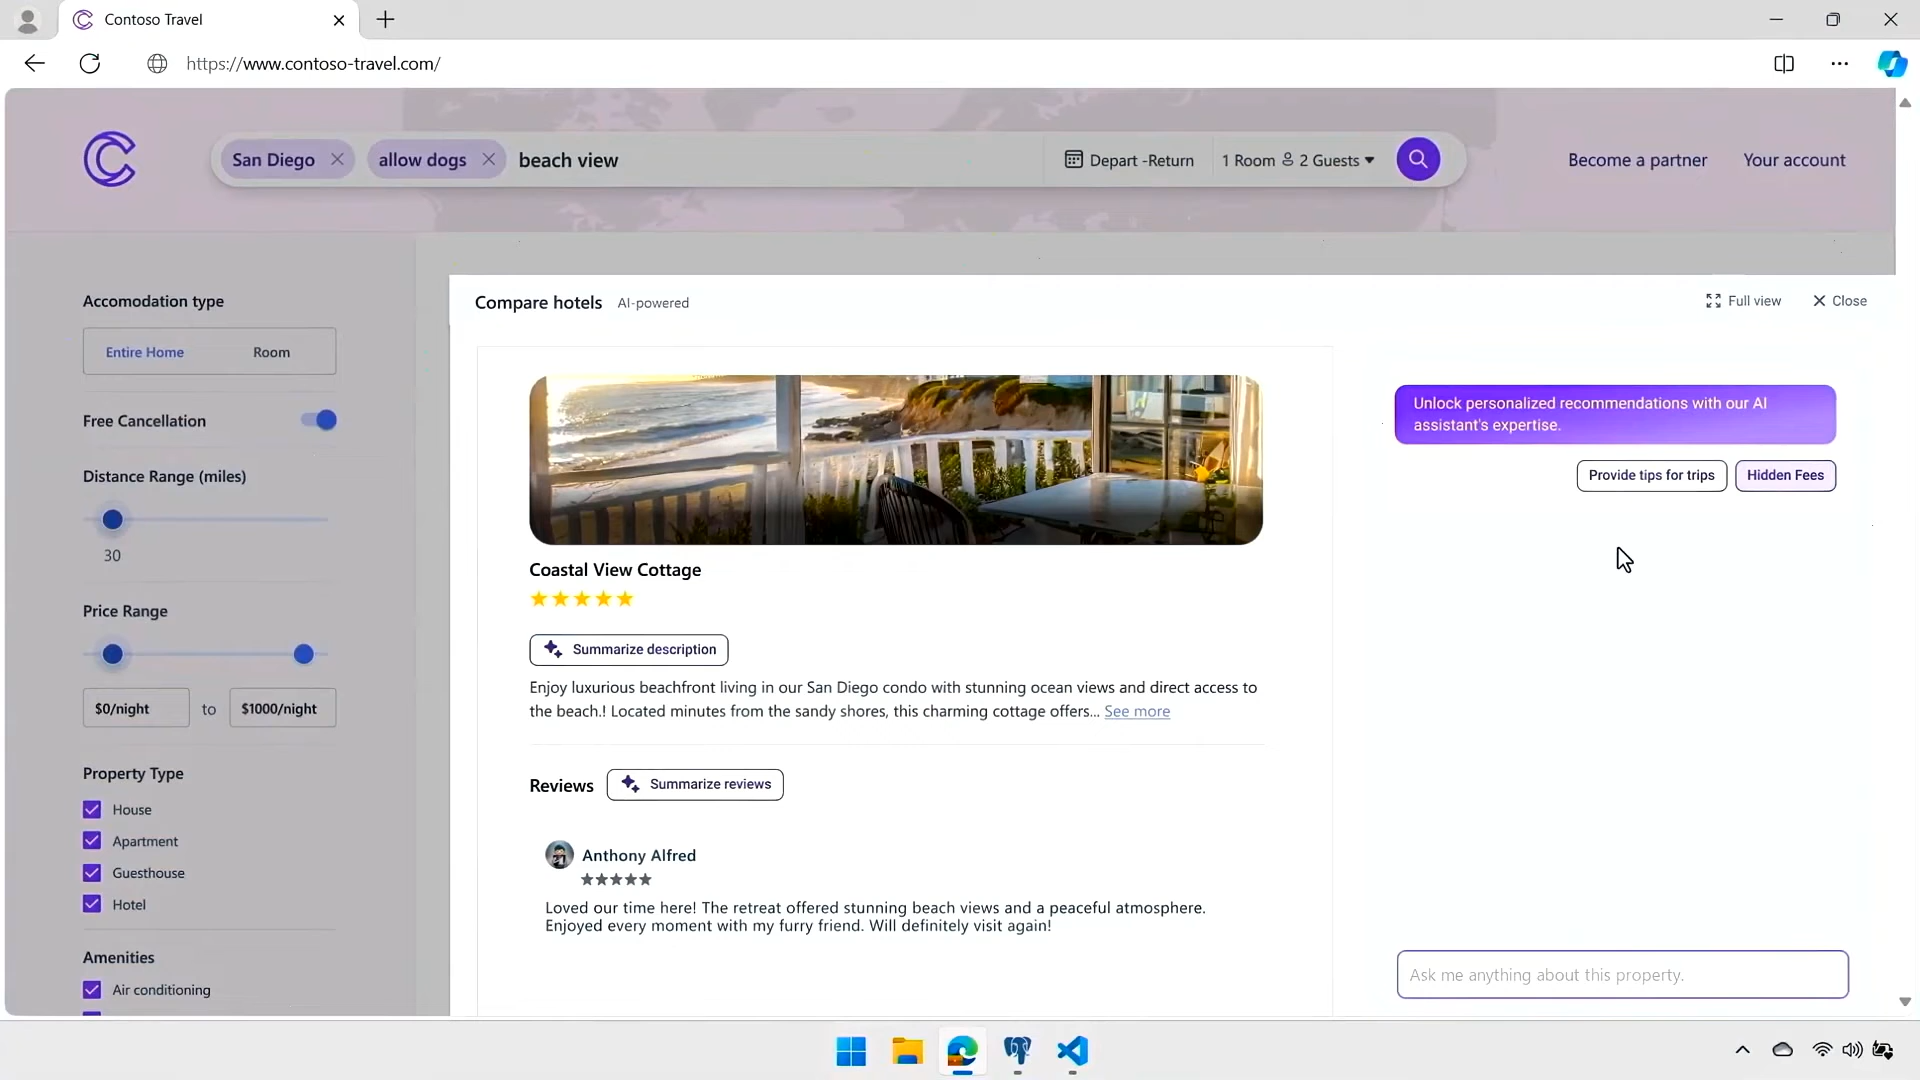 Contoso Travel
https://www.contoso-travel.com/
San Diego
allow dogs
beach view
Depart -Return
1 Room 2 Guests
Become a partner
Your account
Accomodation type
Entire Home
Room
Free Cancellation
Distance Range (miles)
30
Price Range
$0/night
to
$1000/night
Property Type
House
Apartment
Guesthouse
Hotel
Amenities
Air conditioning
Compare hotels
AI-powered
Full view
Close
Coastal View Cottage
Summarize description
Enjoy luxurious beachfront living in our San Diego condo with stunning ocean views and direct access to
the beach.! Located minutes from the sandy shores, this charming cottage offers... See more
Reviews
Summarize reviews
Anthony Alfred
Loved our time here! The retreat offered stunning beach views and a peaceful atmosphere.
Enjoyed every moment with my furry friend. Will definitely visit again!
Unlock personalized recommendations with our AI
assistant's expertise.
Provide tips for trips
Hidden Fees
Ask me anything about this property.